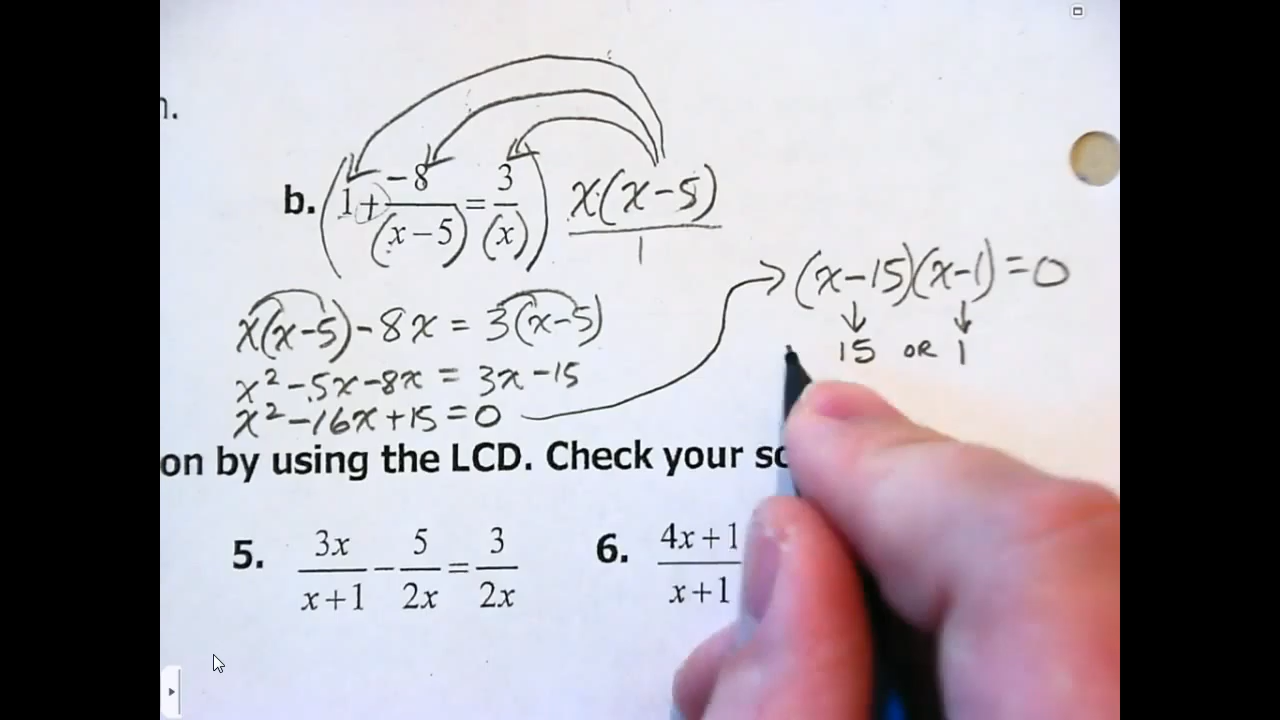 n.
b. (1 + -8/(x-5) = 3/(x)) x(x-5)/1
x(x-5)-8x = 3(x-5)
x²-5x-8x = 3x-15
x²-16x+15=0
(x-15)(x-1)=0
15 OR 1
on by using the LCD. Check your
5. 3x/(x+1) - 5/2x = 3/2x
6. 4x+1/x+1